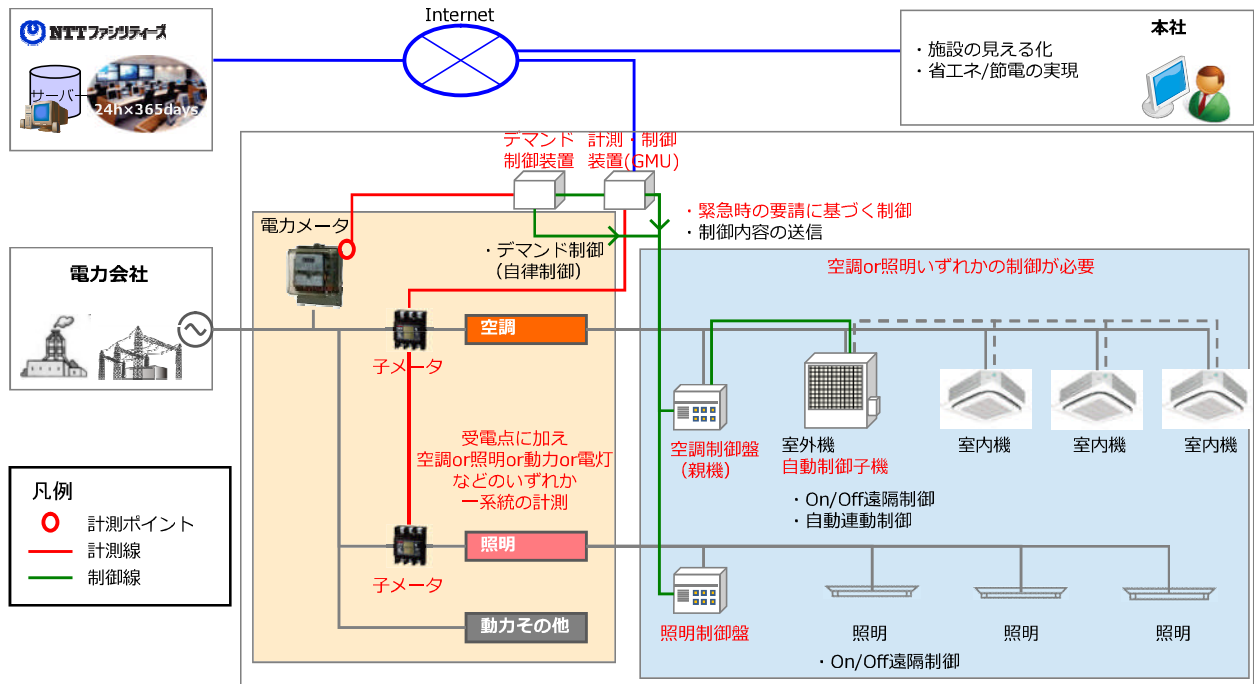 NTTファシリティーズ
サーバ
24h×365days
Internet
本社
・施設の見える化
・省エネ/節電の実現
デマンド
制御装置
計測・制御
装置(GMU)
・緊急時の要請に基づく制御
・制御内容の送信
電力メータ
・デマンド制御
（自律制御）
空調or照明いずれかの制御が必要
電力会社
空調
子メータ
受電点に加え
空調or照明or動力or電灯
などのいずれか
一系統の計測
空調制御盤
（親機）
室外機
自動制御子機
室内機
室内機
室内機
・On/Off遠隔制御
・自動連動制御
凡例
計測ポイント
計測線
制御線
照明
子メータ
動力その他
照明制御盤
照明
照明
照明
・On/Off遠隔制御